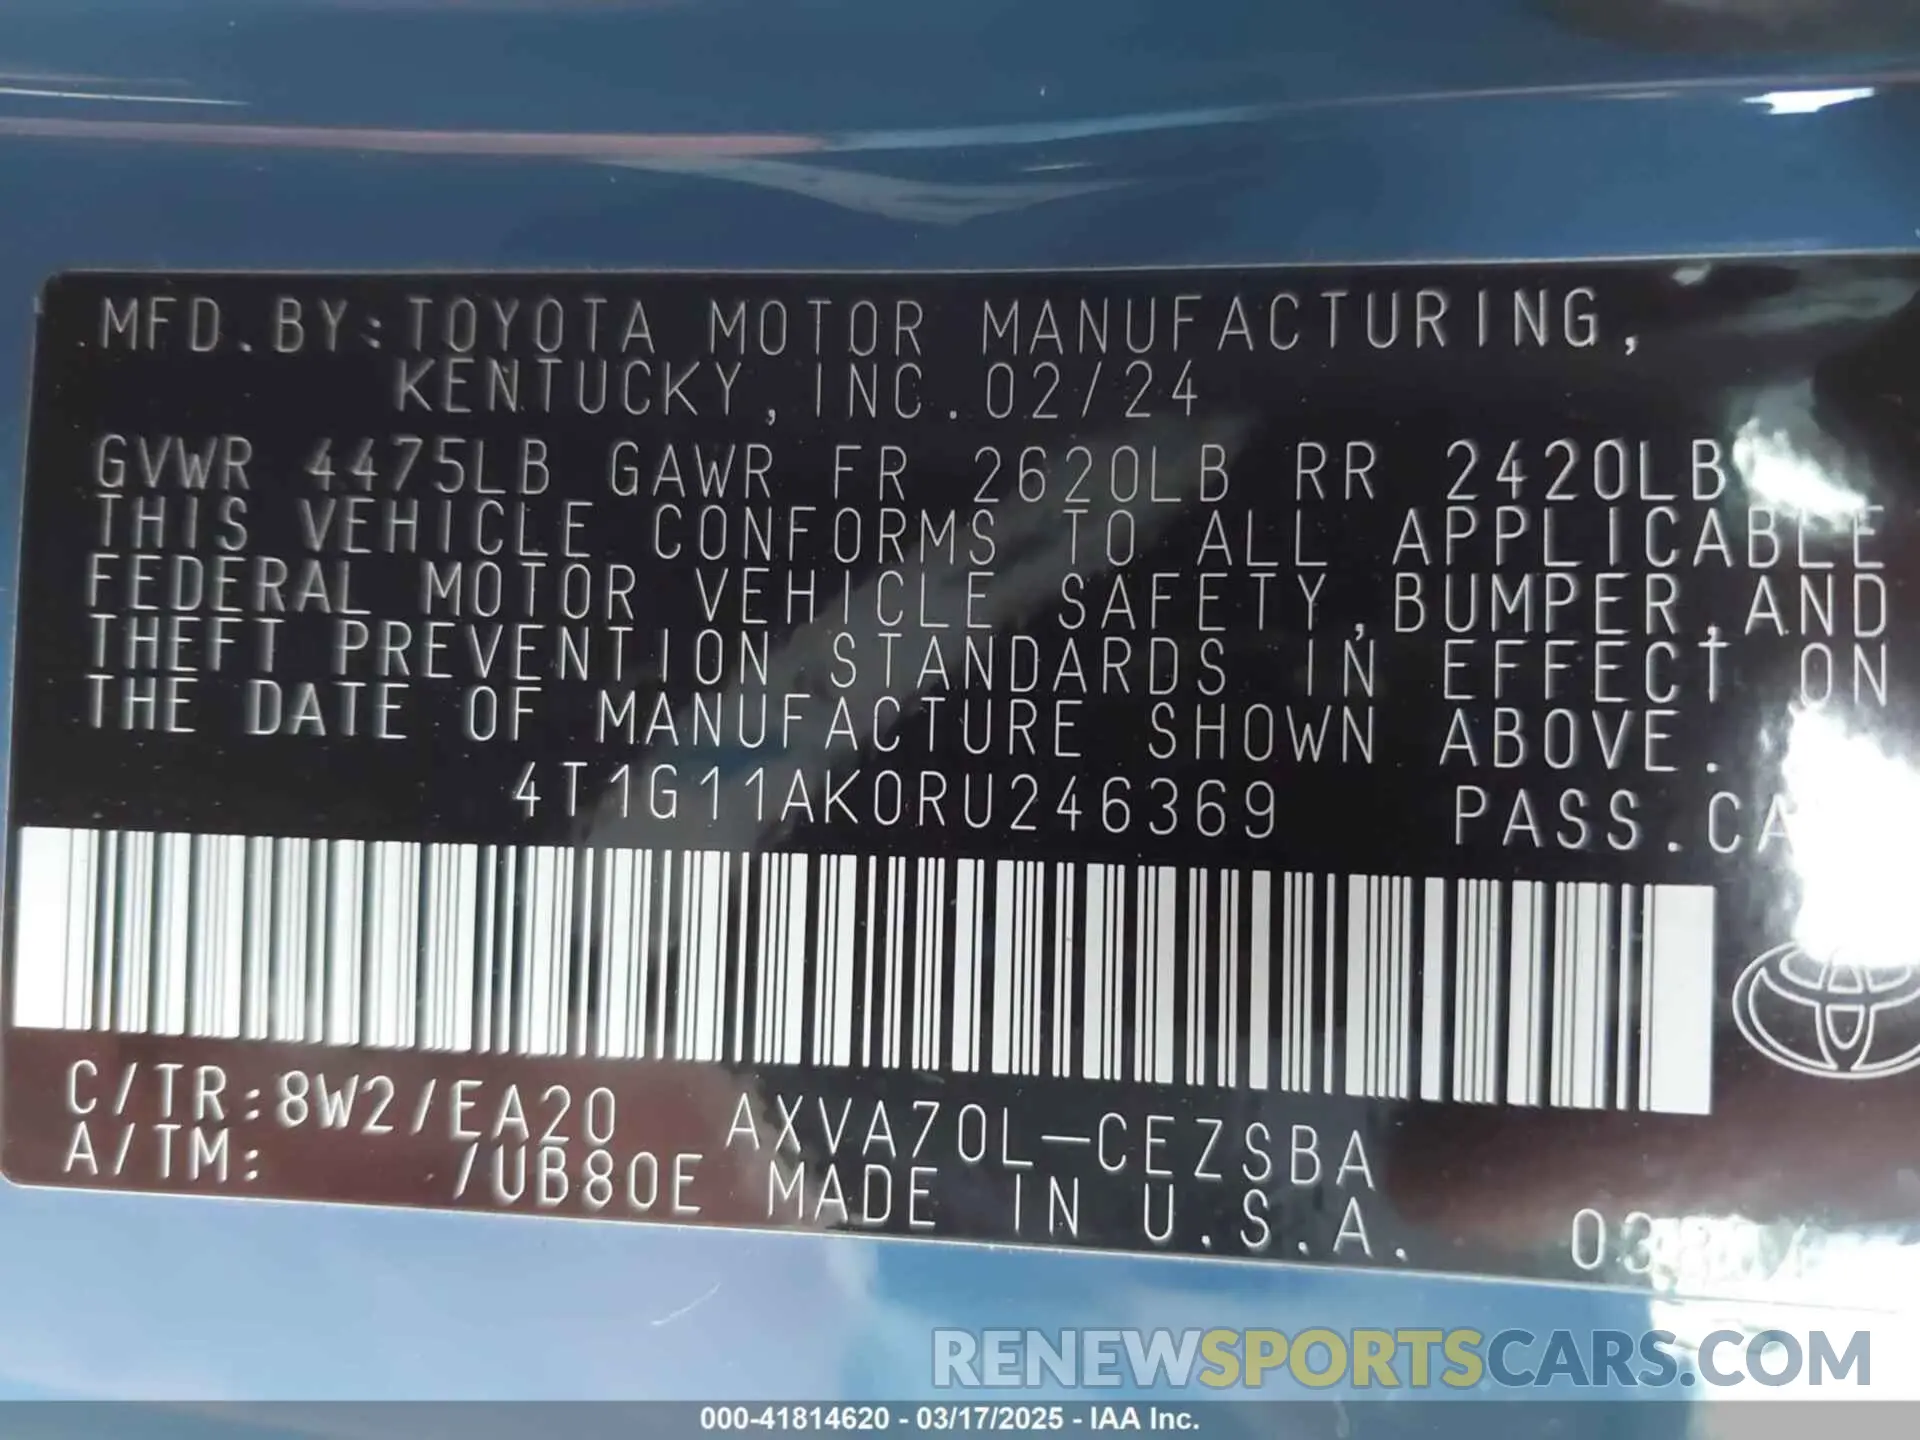 MFD. BY: TOYOTA MOTOR MANUFACTURING,
KENTUCKY, INC. 02/24
GVWR 4475LB GAWR FR 2620LB RR 2420LB
THIS VEHICLE CONFORMS TO ALL APPLICABLE
FEDERAL MOTOR VEHICLE SAFETY, BUMPER, AND
THEFT PREVENTION STANDARDS IN EFFECT ON
THE DATE OF MANUFACTURE SHOWN ABOVE.
4T1G11AK0RU246369 PASS.
C/TR: 8W2/EA20 AXVA70L-CEZSBA
A/TM: /UB80E MADE IN U.S.A.
RENEWSPORTSCARS.COM
000-41814620 - 03/17/2025 - IAA Inc.